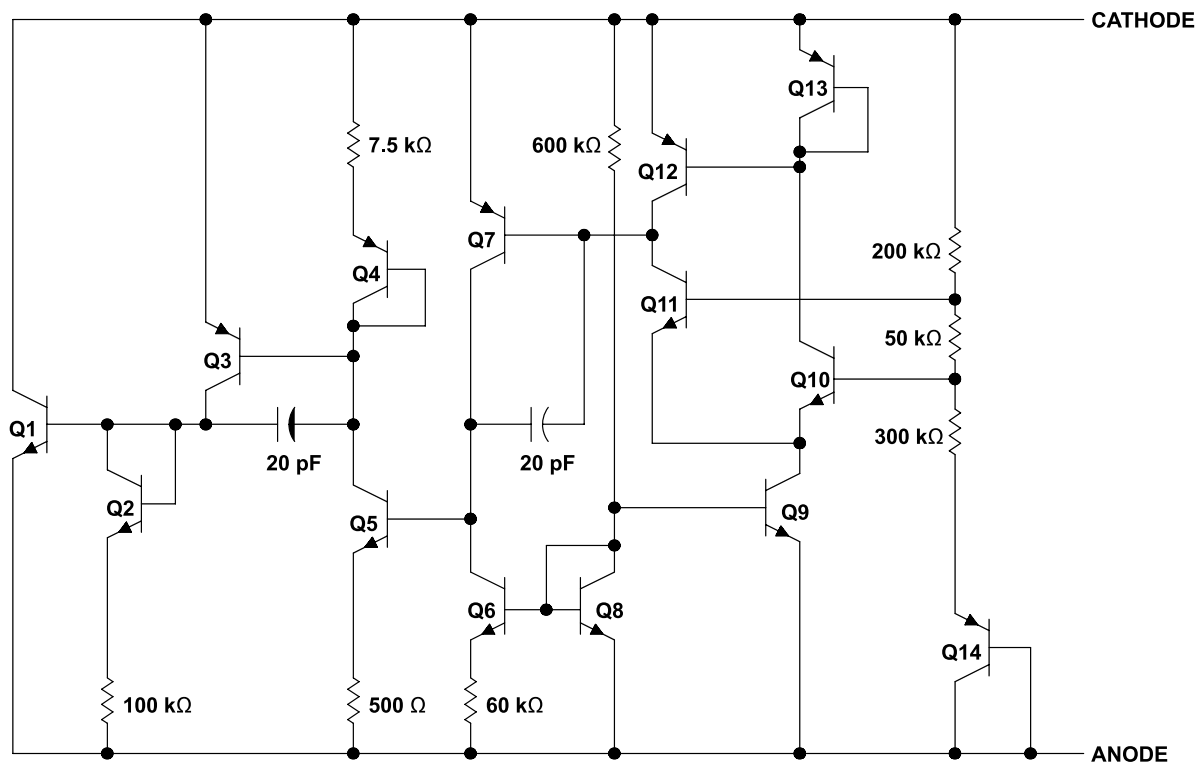 CATHODE
Q13
7.5 kΩ
600 kΩ
Q12
Q7
200 kΩ
Q4
Q11
50 kΩ
Q3
Q10
Q1
300 kΩ
20 pF
20 pF
Q2
Q5
Q9
Q6
Q8
Q14
100 kΩ
500 Ω
60 kΩ
ANODE